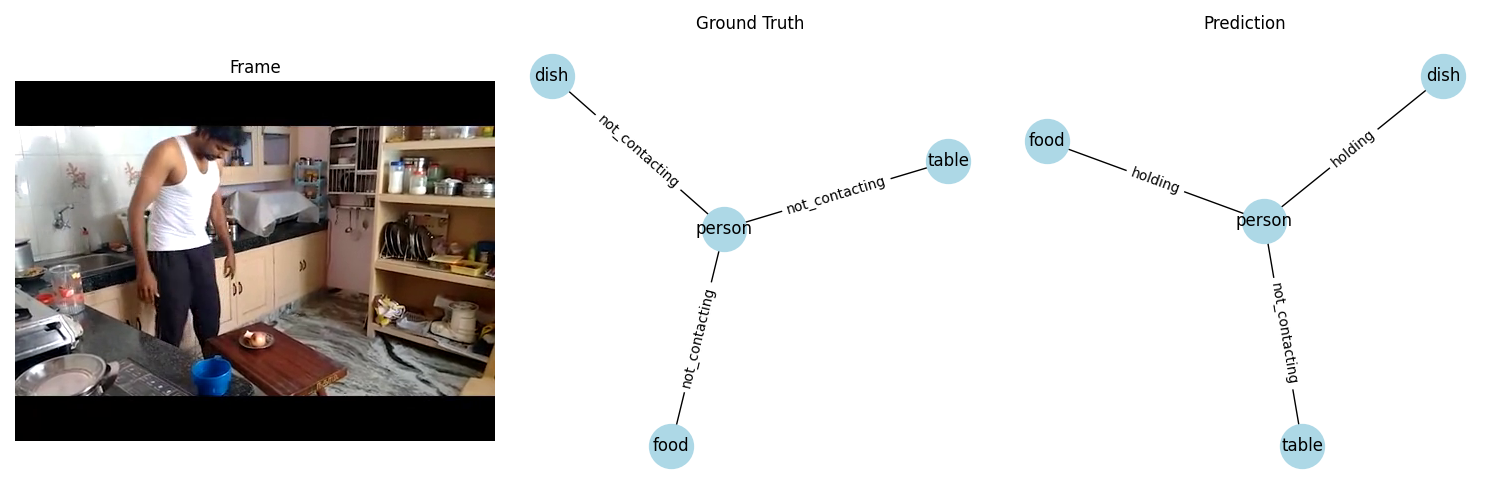 Frame
Ground Truth
dish
not_contacting
table
not_contacting
person
not_contacting
food
Prediction
dish
food
holding
holding
person
not_contacting
table